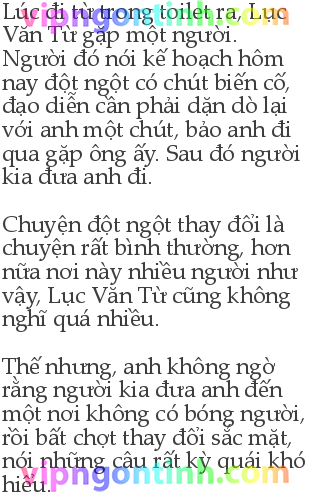 Lúc đi từ trong toilet ra, Lục
Văn Từ gặp một người.
Người đó nói kế hoạch hôm
nay đột ngột có chút biến cố,
đạo diễn cần phải dặn dò lại
với anh một chút, bảo anh đi
qua gặp ông ấy. Sau đó người
kia đưa anh đi.
Chuyện đột ngột thay đổi là
chuyện rất bình thường, hơn
nữa nơi này nhiều người như
vậy, Lục Văn Từ cũng không
nghĩ quá nhiều.
Thế nhưng, anh không ngờ
rằng người kia đưa anh đến
một nơi không có bóng người,
rồi bất chợt thay đổi sắc mặt,
nói những câu rất kỳ quái khó
hiểu.
vipngontinh.com
vipngontinh.com